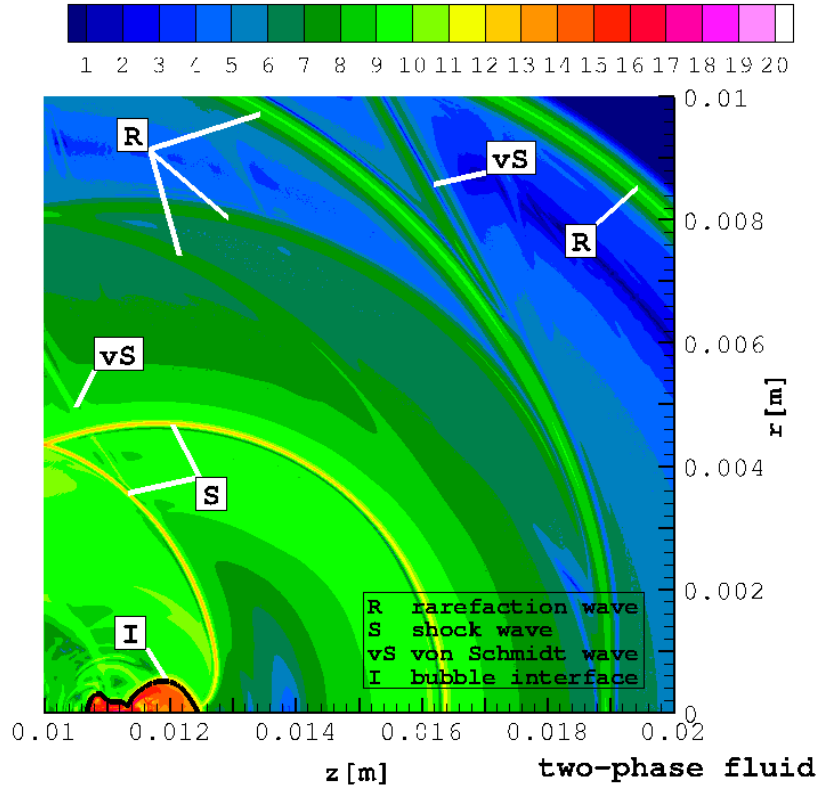 1 2 3 4 5 6 7 8 9 10 11 12 13 14 15 16 17 18 19 20
0.01
R
vS
0.008
R
0.006
vS
r[m]
0.004
S
0.002
R rarefaction wave
S shock wave
vS von Schmidt wave
I bubble interface
I
0
0.01 0.012 0.014 0.016 0.018 0.02
z[m]
two-phase fluid